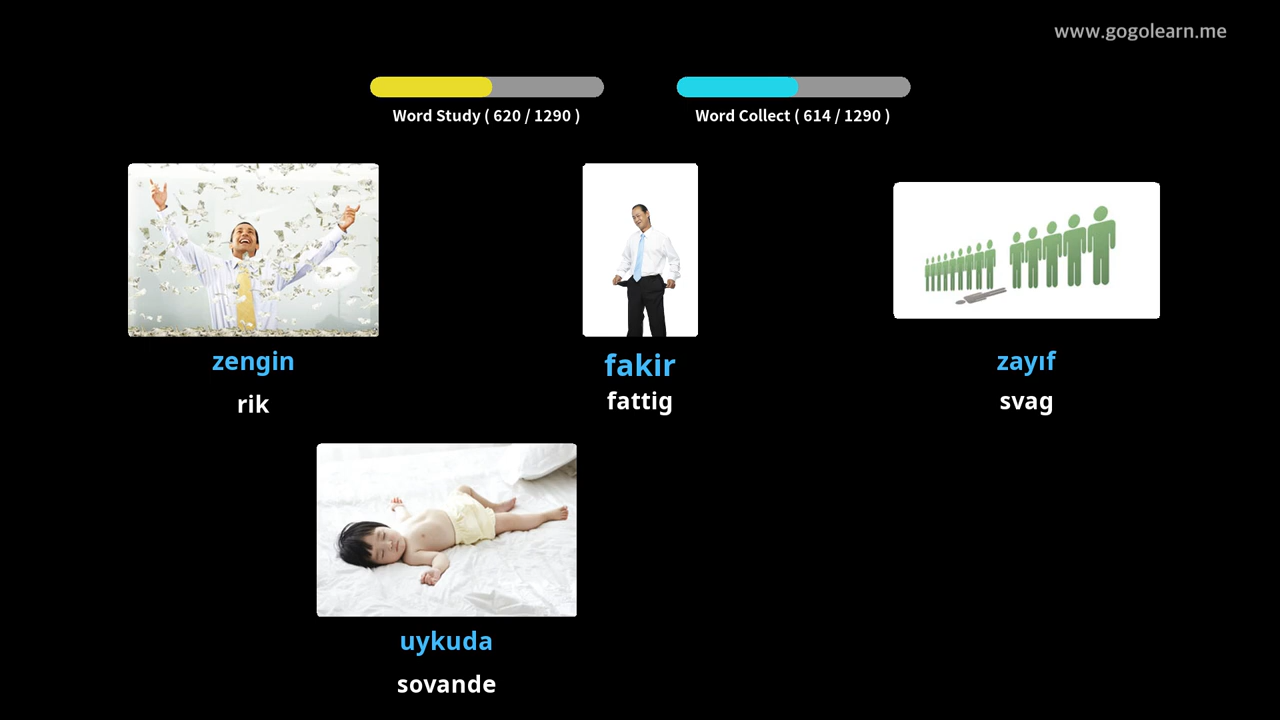 www.gogolearn.me
Word Study ( 620 / 1290 )
Word Collect ( 614 / 1290 )
zengin
rik
fakir
fattig
zayıf
svag
uykuda
sovande